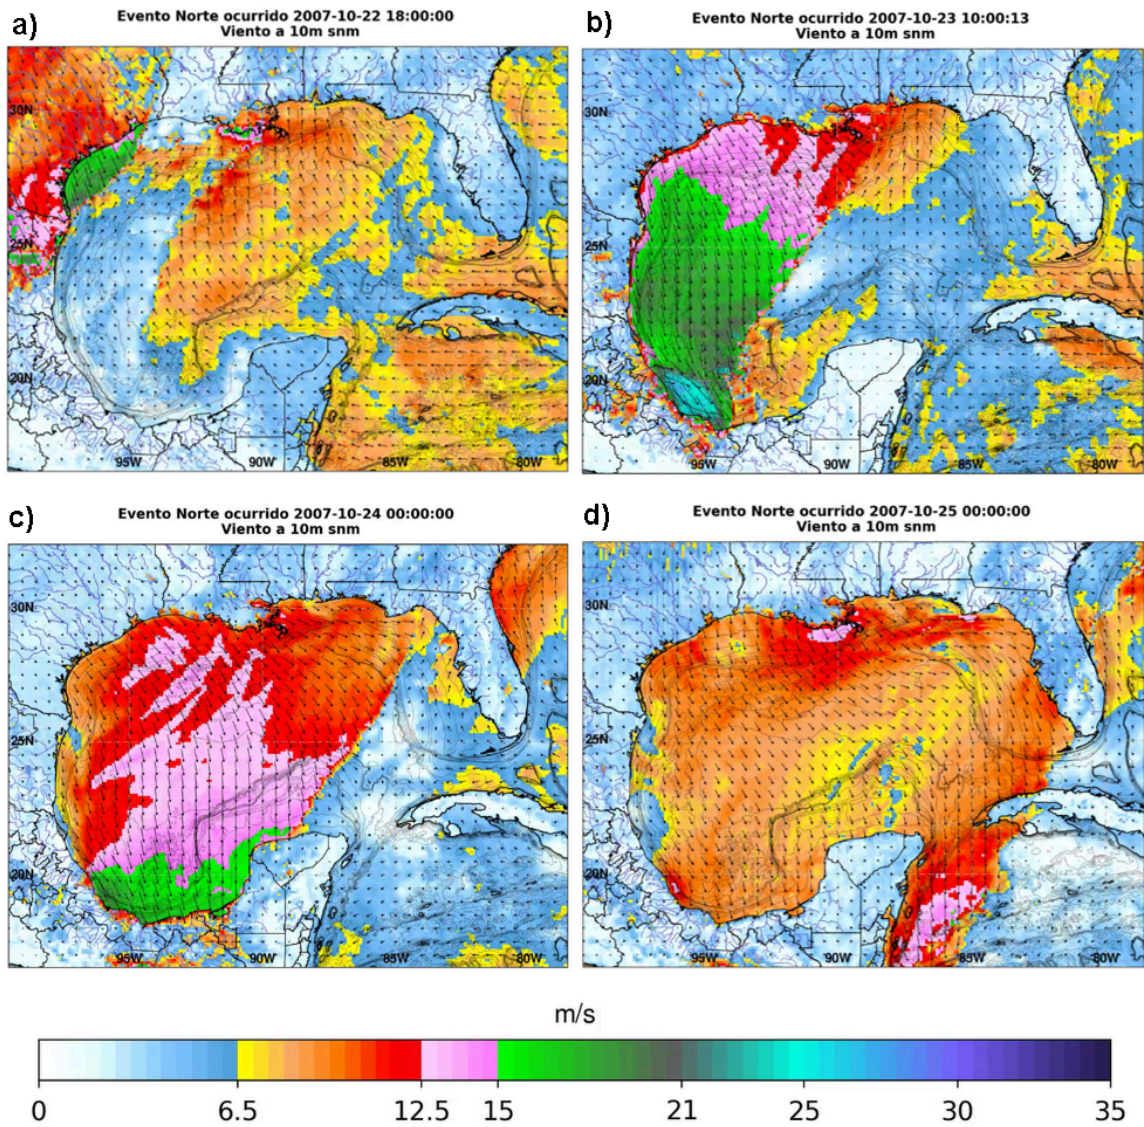 a)
Evento Norte ocurrido 2007-10-22 18:00:00
Viento a 10m snm
30N
25N
20N
95W 90W 85W 80W
b)
Evento Norte ocurrido 2007-10-23 10:00:13
Viento a 10m snm
30N
25N
20N
95W 90W 85W 80W
c)
Evento Norte ocurrido 2007-10-24 00:00:00
Viento a 10m snm
30N
25N
20N
95W 90W 85W 80W
d)
Evento Norte ocurrido 2007-10-25 00:00:00
Viento a 10m snm
30N
25N
20N
95W 90W 85W 80W
m/s
0 6.5 12.5 15 21 25 30 35